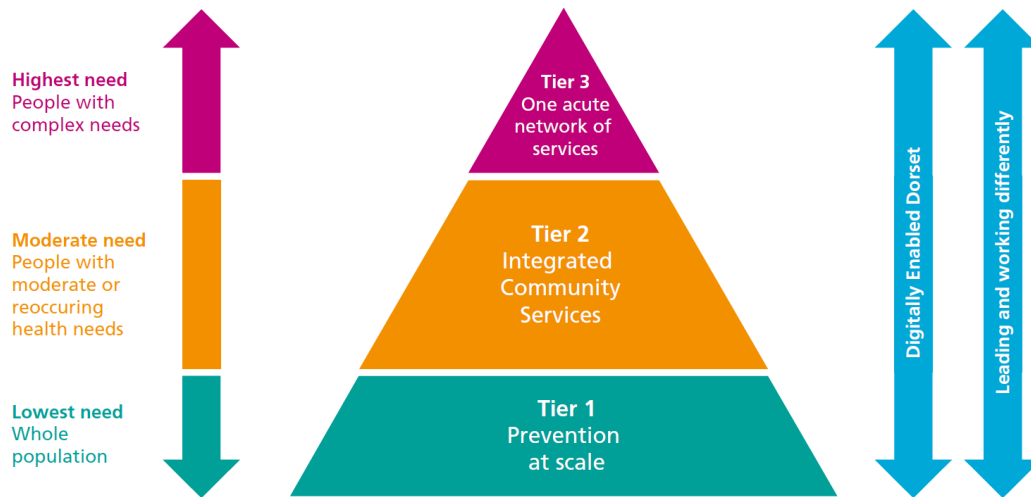 Highest need
People with
complex needs
Tier 3
One acute
network of
services
Moderate need
People with
moderate or
reoccuring
health needs
Tier 2
Integrated
Community
Services
Lowest need
Whole
population
Tier 1
Prevention
at scale
Digitally Enabled Dorset
Leading and working differently